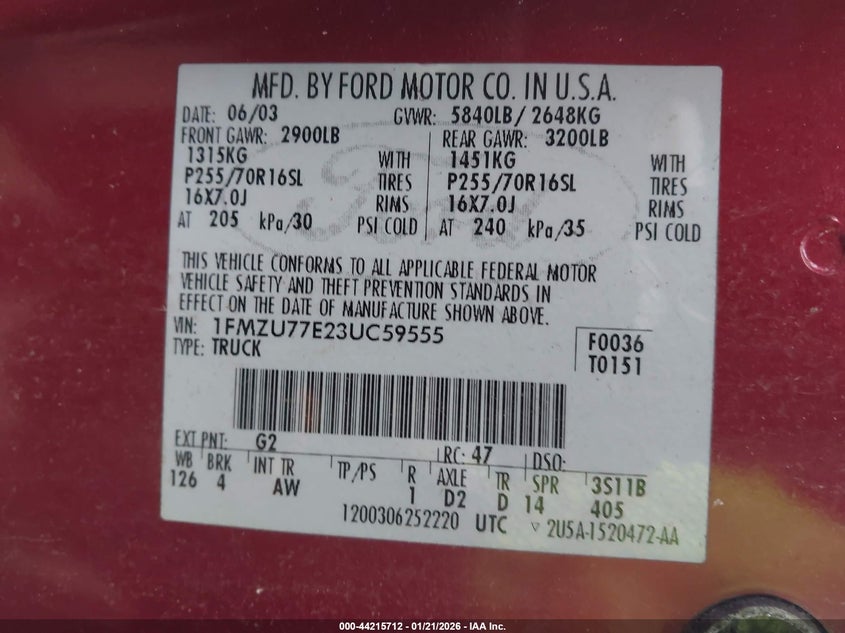 MFD. BY FORD MOTOR CO. IN U.S.A.
DATE: 06/03 GVWR: 5840LB/ 2648KG
FRONT GAWR: 2900LB REAR GAWR: 3200LB
1315KG WITH 1451KG WITH
P255/70R16SL TIRES P255/70R16SL TIRES
16X7.0J RIMS 16X7.0J RIMS
AT 205 kPa/30 PSI COLD AT 240 kPa/35 PSI COLD
Ford
THIS VEHICLE CONFORMS TO ALL APPLICABLE FEDERAL MOTOR
VEHICLE SAFETY AND THEFT PREVENTION STANDARDS IN
EFFECT ON THE DATE OF MANUFACTURE SHOWN ABOVE.
VIN: 1FMZU77E23UC59555 F0036
TYPE: TRUCK T0151
EXT PNT: G2 RC: 47 DSO:
WB BRK INT TR TP/PS R AXLE TR SPR 3S11B
126 4 AW 1 D2 D 14 405
1200306252220 UTC ▽ 2U5A-1520472-AA
000-44215712 - 01/21/2026 - IAA Inc.